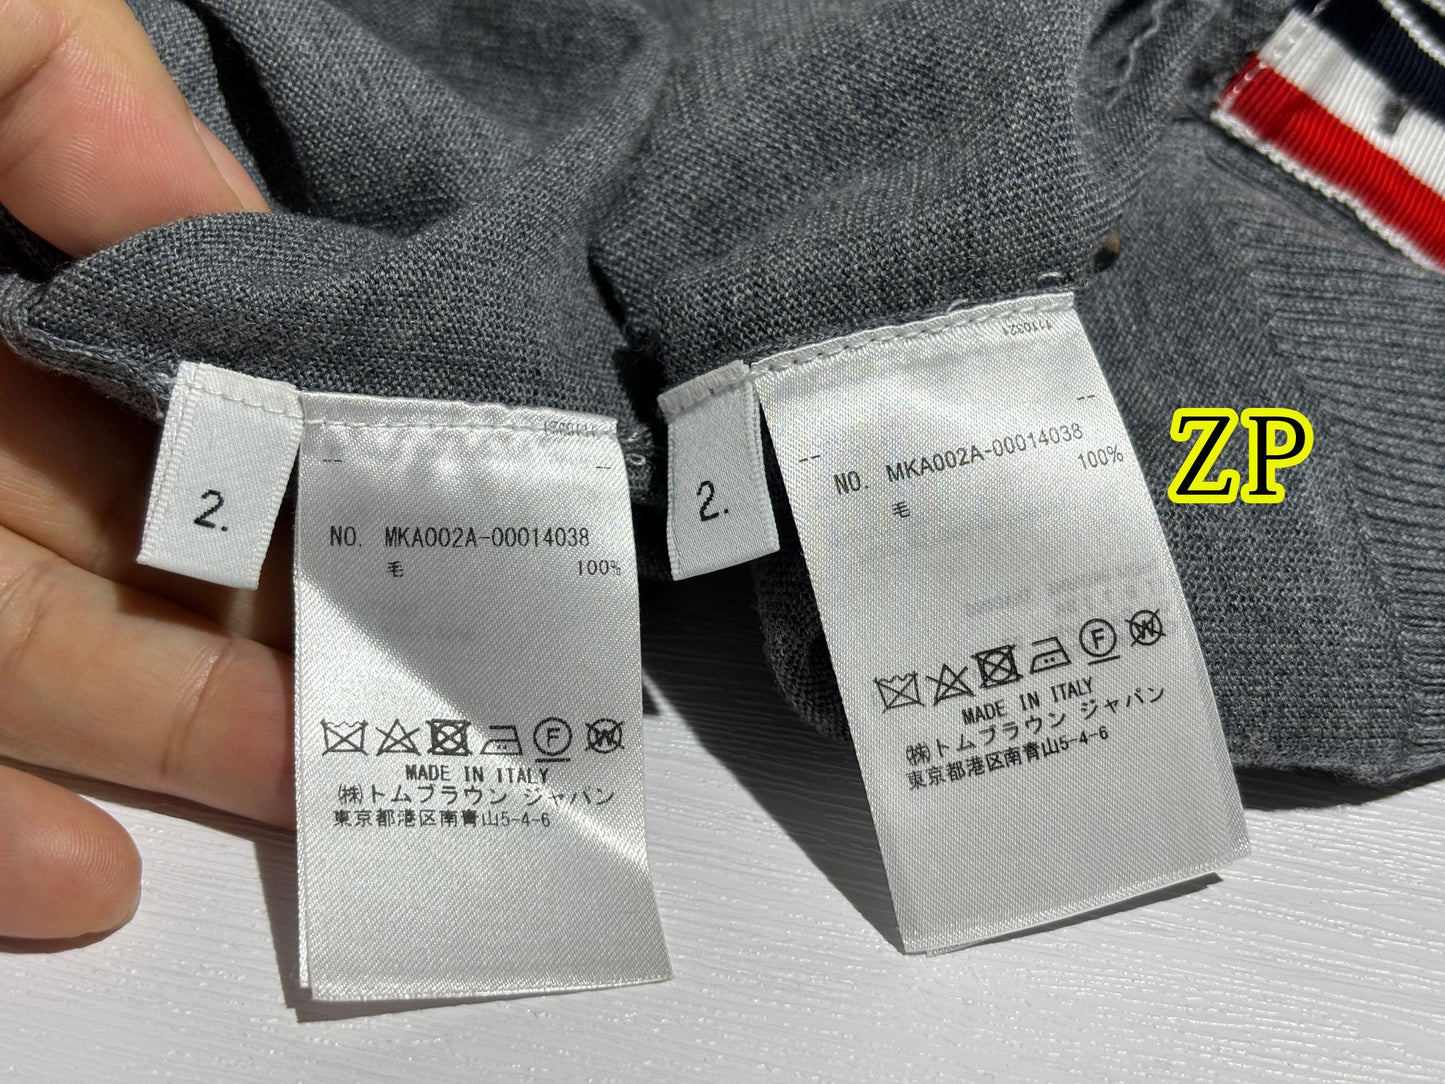 1110321
2.
NO. MKA002A-00014038
毛 100%
MADE IN ITALY
㈱トムブラウン ジャパン
東京都港区南青山5-4-6
1110321
2.
NO. MKA002A-00014038
毛 100%
F
W
MADE IN ITALY
㈱トムブラウン ジャパン
東京都港区南青山5-4-6
F
W
ZP